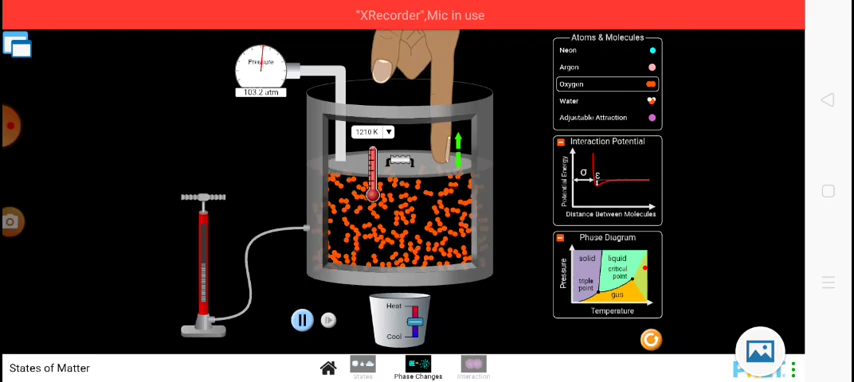 "XRecorder",Mic in use
Pressure
103.2 atm
1210 K
Heat
Cool
Atoms & Molecules
Neon
Argon
Oxygen
Water
Adjustable Attraction
Interaction Potential
Potential Energy
σ
ε
Distance Between Molecules
Phase Diagram
Pressure
solid
liquid
critical
point
triple
point
gas
Temperature
States of Matter
States
Phase Changes
Interaction